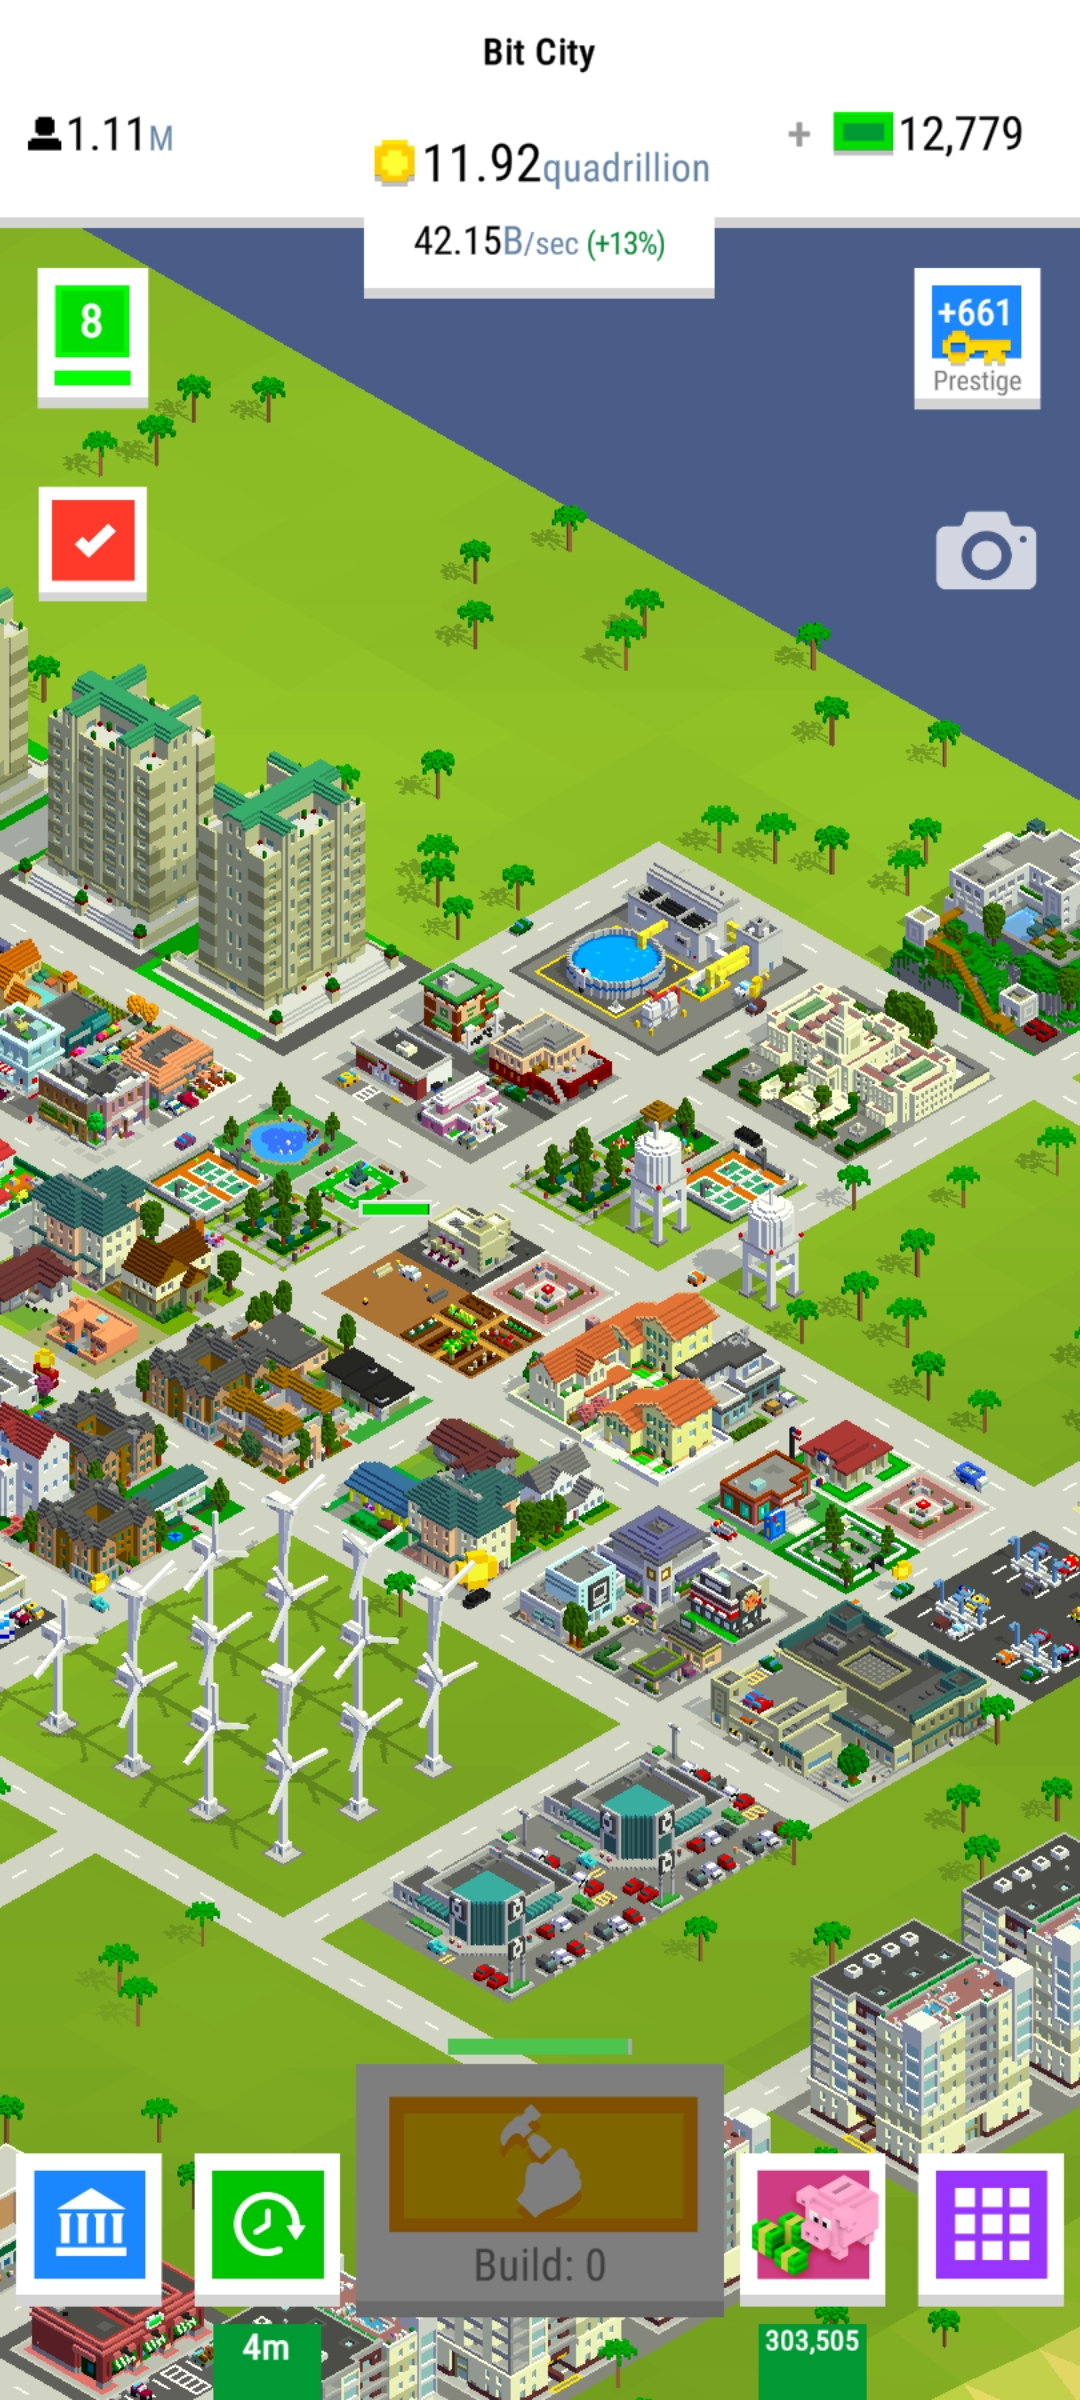 Bit City
1.11M
11.92quadrillion
+ 12,779
42.15B/sec (+13%)
8
+661
Prestige
Build: 0
4m
303,505